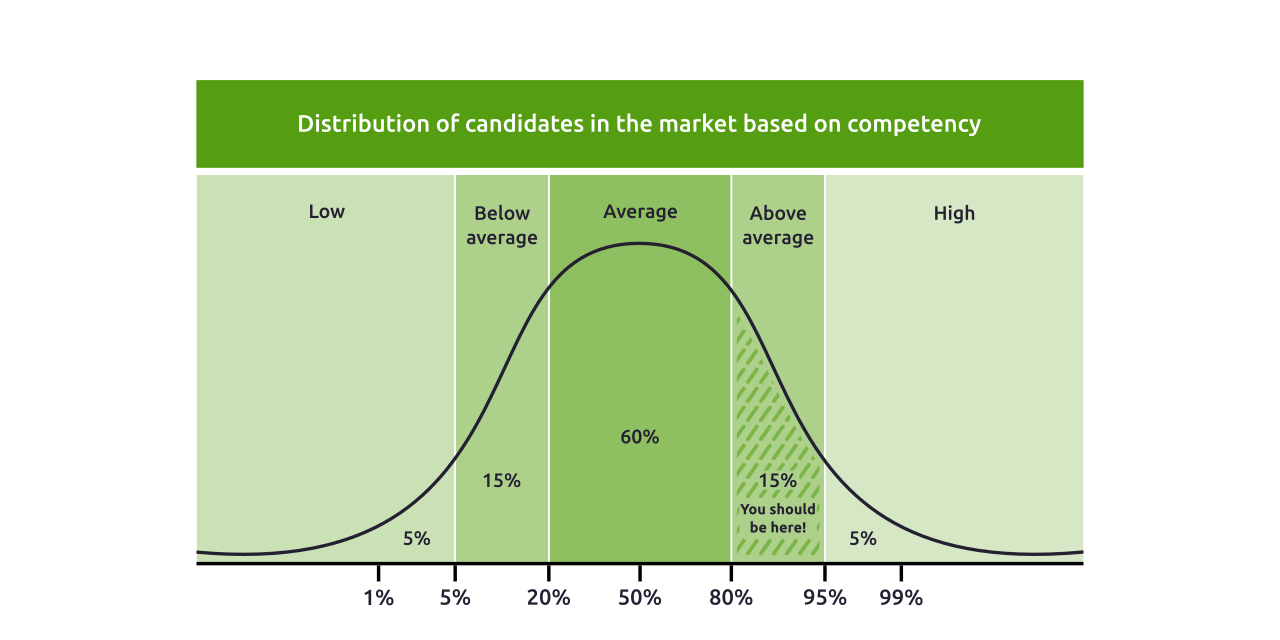 Distribution of candidates in the market based on competency
Low
Below
average
Average
Above
average
High
60%
15%
15%
You should
be here!
5%
5%
1%
5%
20%
50%
80%
95%
99%